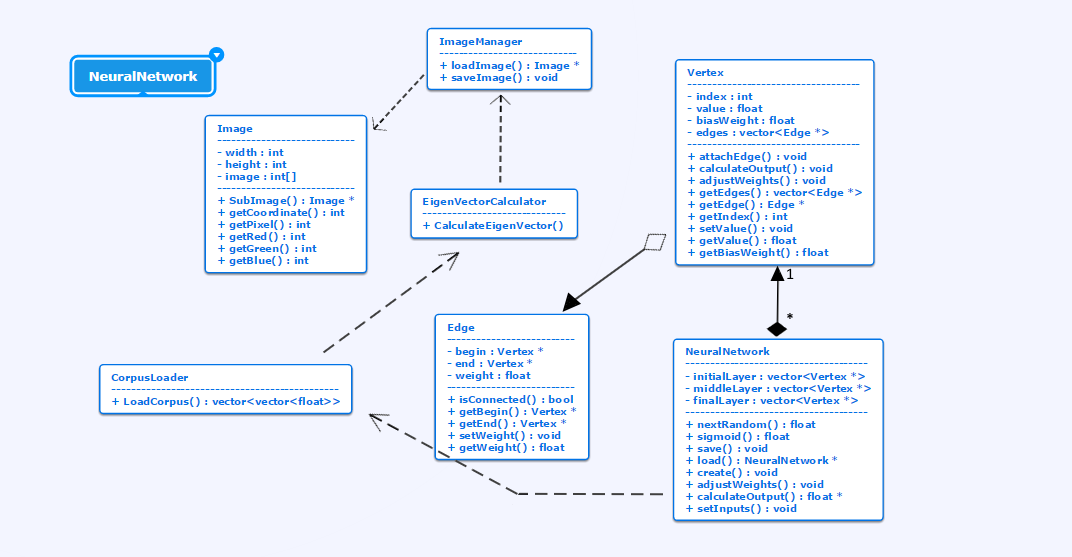 NeuralNetwork
ImageManager
+ loadImage() : Image *
+ saveImage() : void
Image
- width : int
- height : int
- image : int[]
+ SubImage() : Image *
+ getCoordinate() : int
+ getPixel() : int
+ getRed() : int
+ getGreen() : int
+ getBlue() : int
EigenVectorCalculator
+ CalculateEigenVector()
Vertex
- index : int
- value : float
- biasWeight : float
- edges : vector<Edge *>
+ attachEdge() : void
+ calculateOutput() : void
+ adjustWeights() : void
+ getEdges() : vector<Edge *>
+ getEdge() : Edge *
+ getIndex() : int
+ setValue() : void
+ getValue() : float
+ getBiasWeight() : float
1
*
Edge
- begin : Vertex *
- end : Vertex *
- weight : float
+ isConnected() : bool
+ getBegin() : Vertex *
+ getEnd() : Vertex *
+ setWeight() : void
+ getWeight() : float
CorpusLoader
+ LoadCorpus() : vector<vector<float>>
NeuralNetwork
- initialLayer : vector<Vertex *>
- middleLayer : vector<Vertex *>
- finalLayer : vector<Vertex *>
+ nextRandom() : float
+ sigmoid() : float
+ save() : void
+ load() : NeuralNetwork *
+ create() : void
+ adjustWeights() : void
+ calculateOutput() : float *
+ setInputs() : void